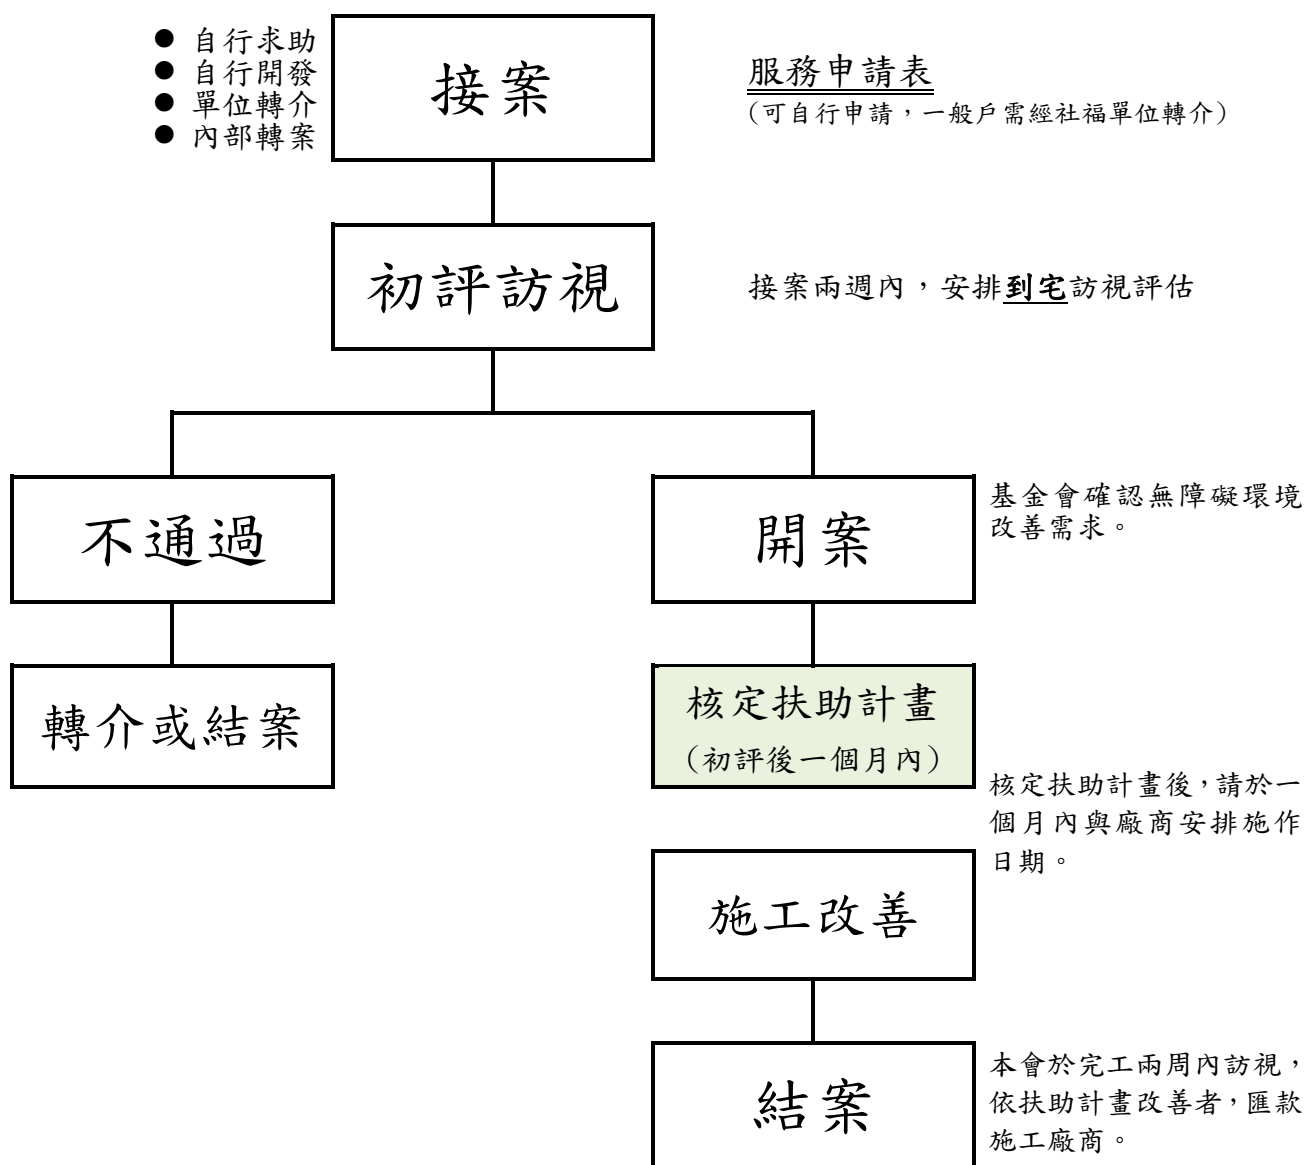 ● 自行求助
● 自行開發
● 單位轉介
● 內部轉案
接案
服務申請表
(可自行申請，一般戶需經社福單位轉介)
初評訪視
接案兩週內，安排到宅訪視評估
不通過
開案
基金會確認無障礙環境
改善需求。
轉介或結案
核定扶助計畫
(初評後一個月內)
核定扶助計畫後，請於一
個月內與廠商安排施作
日期。
施工改善
結案
本會於完工兩周內訪視，
依扶助計畫改善者，匯款
施工廠商。